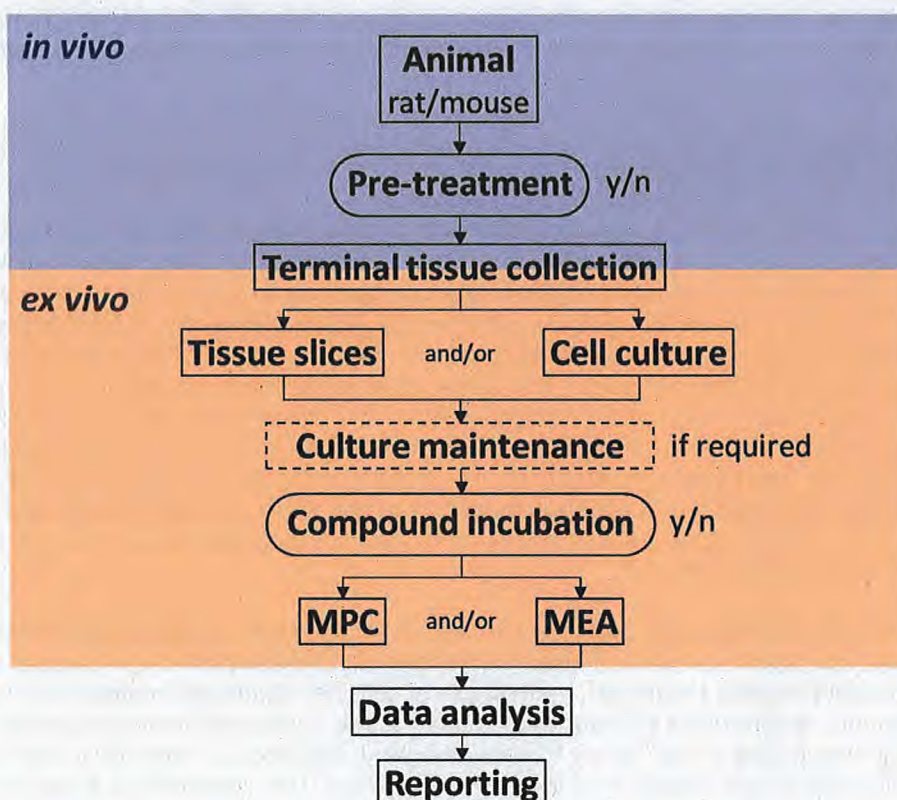 in vivo
Animal
rat/mouse
Pre-treatment y/n
Terminal tissue collection
ex vivo
Tissue slices and/or Cell culture
Culture maintenance if required
Compound incubation y/n
MPC and/or MEA
Data analysis
Reporting